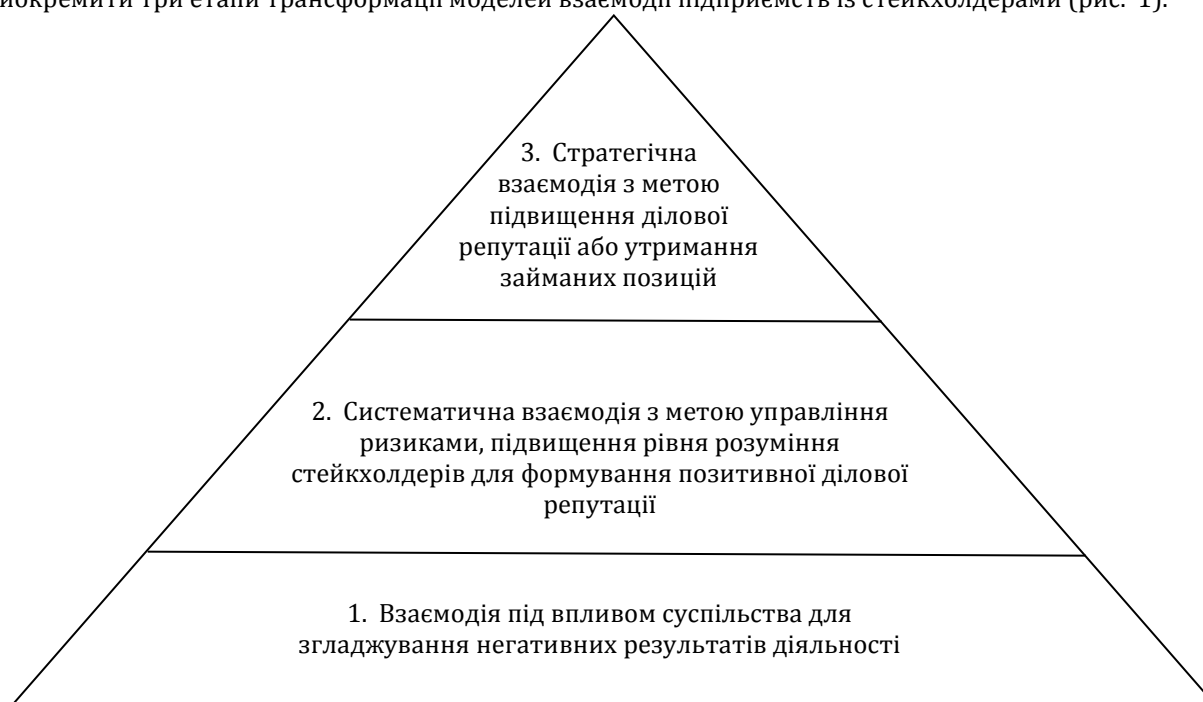 виокремити три етапи трансформації моделей взаємодії підприємств із стейкхолдерами (рис. 1).
3. Стратегічна
взаємодія з метою
підвищення ділової
репутації або утримання
займаних позицій
2. Систематична взаємодія з метою управління
ризиками, підвищення рівня розуміння
стейкхолдерів для формування позитивної ділової
репутації
1. Взаємодія під впливом суспільства для
згладжування негативних результатів діяльності